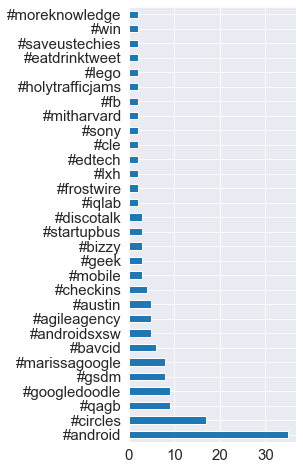 #moreknowledge
#win
#saveustechies
#eatdrinktweet
#lego
#holytrafficjams
#fb
#mitharvard
#sony
#cle
#edtech
#lxh
#frostwire
#iqlab
#discotalk
#startupbus
#bizzy
#geek
#mobile
#checkins
#austin
#agileagency
#androidsxsw
#bavcid
#marissagoogle
#gsdm
#googledoodle
#qagb
#circles
#android
0 10 20 30